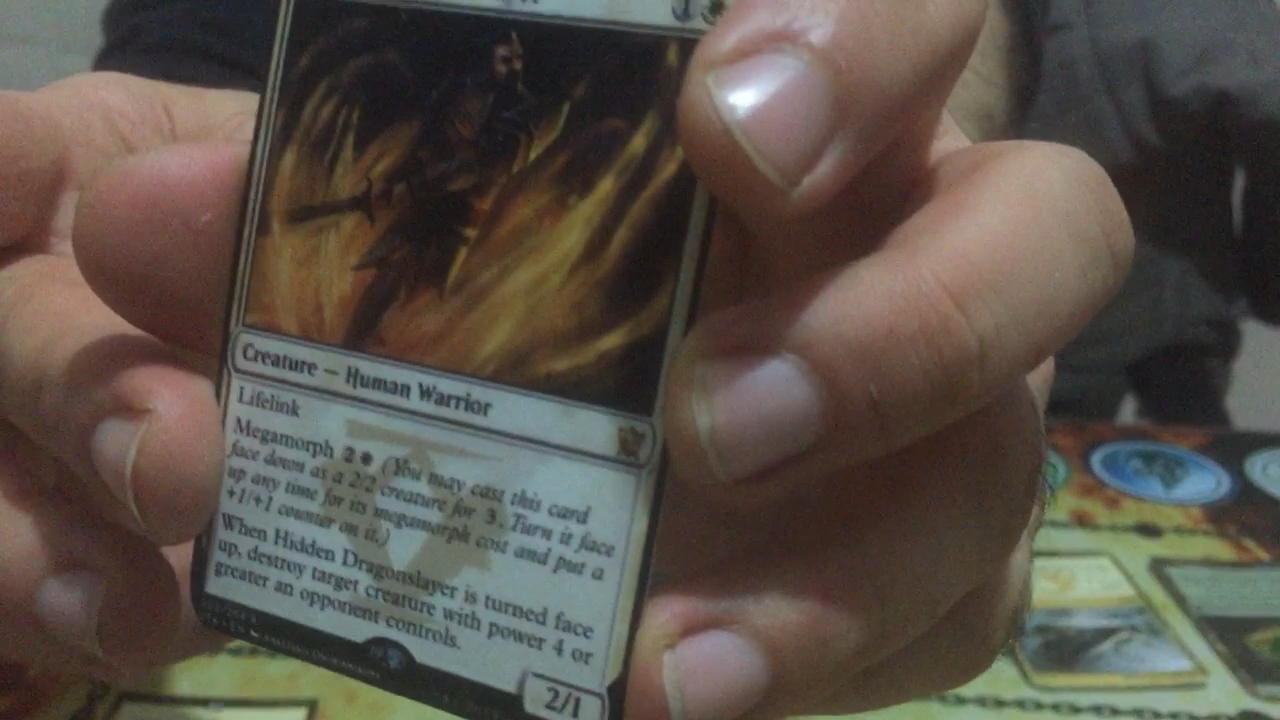 Creature — Human Warrior
Lifelink
Megamorph 2 (You may cast this card
face down as a 2/2 creature for 3. Turn it face
up any time for its megamorph cost and put a
+1/+1 counter on it.)
When Hidden Dragonslayer is turned face
up, destroy target creature with power 4 or
greater an opponent controls.
2/1